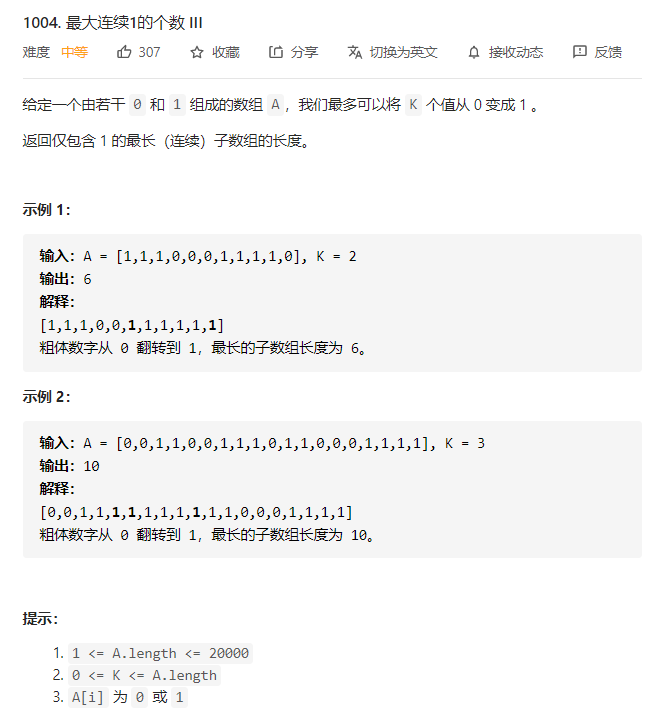 1004. 最大连续1的个数 III
难度 中等 307 收藏 分享 切换为英文 接收动态 反馈
给定一个由若干 0 和 1 组成的数组 A，我们最多可以将 K 个值从 0 变成 1 。
返回仅包含 1 的最长（连续）子数组的长度。
示例 1：
输入：A = [1,1,1,0,0,0,1,1,1,1,0], K = 2
输出：6
解释：
[1,1,1,0,0,1,1,1,1,1,1]
粗体数字从 0 翻转到 1，最长的子数组长度为 6。
示例 2：
输入：A = [0,0,1,1,0,0,1,1,1,0,1,1,0,0,0,1,1,1,1], K = 3
输出：10
解释：
[0,0,1,1,1,1,1,1,1,1,1,1,0,0,0,1,1,1,1]
粗体数字从 0 翻转到 1，最长的子数组长度为 10。
提示：
1. 1 <= A.length <= 20000
2. 0 <= K <= A.length
3. A[i] 为 0 或 1